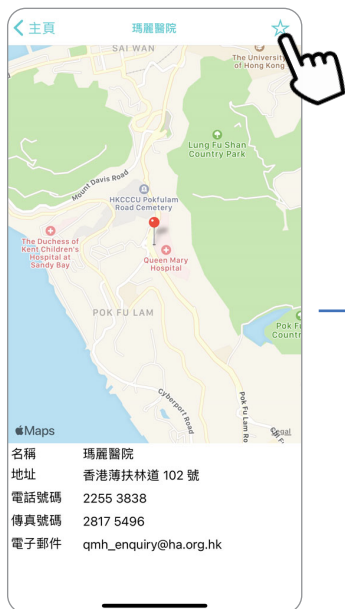 主頁
瑪麗醫院
SAI WAN
The University
of Hong Kong
Lung Fu Shan
Country Park
Mount Davis Road
HKCCCU Pokfulam
Road Cemetery
The Duchess of
Kent Children's
Hospital at
Sandy Bay
Queen Mary
Hospital
POK FU LAM
Pok F
Countr
Cyberport Road
Pok Fu Lam Ro
Maps
Legal
名稱 瑪麗醫院
地址 香港薄扶林道 102 號
電話號碼 2255 3838
傳真號碼 2817 5496
電子郵件 qmh_enquiry@ha.org.hk